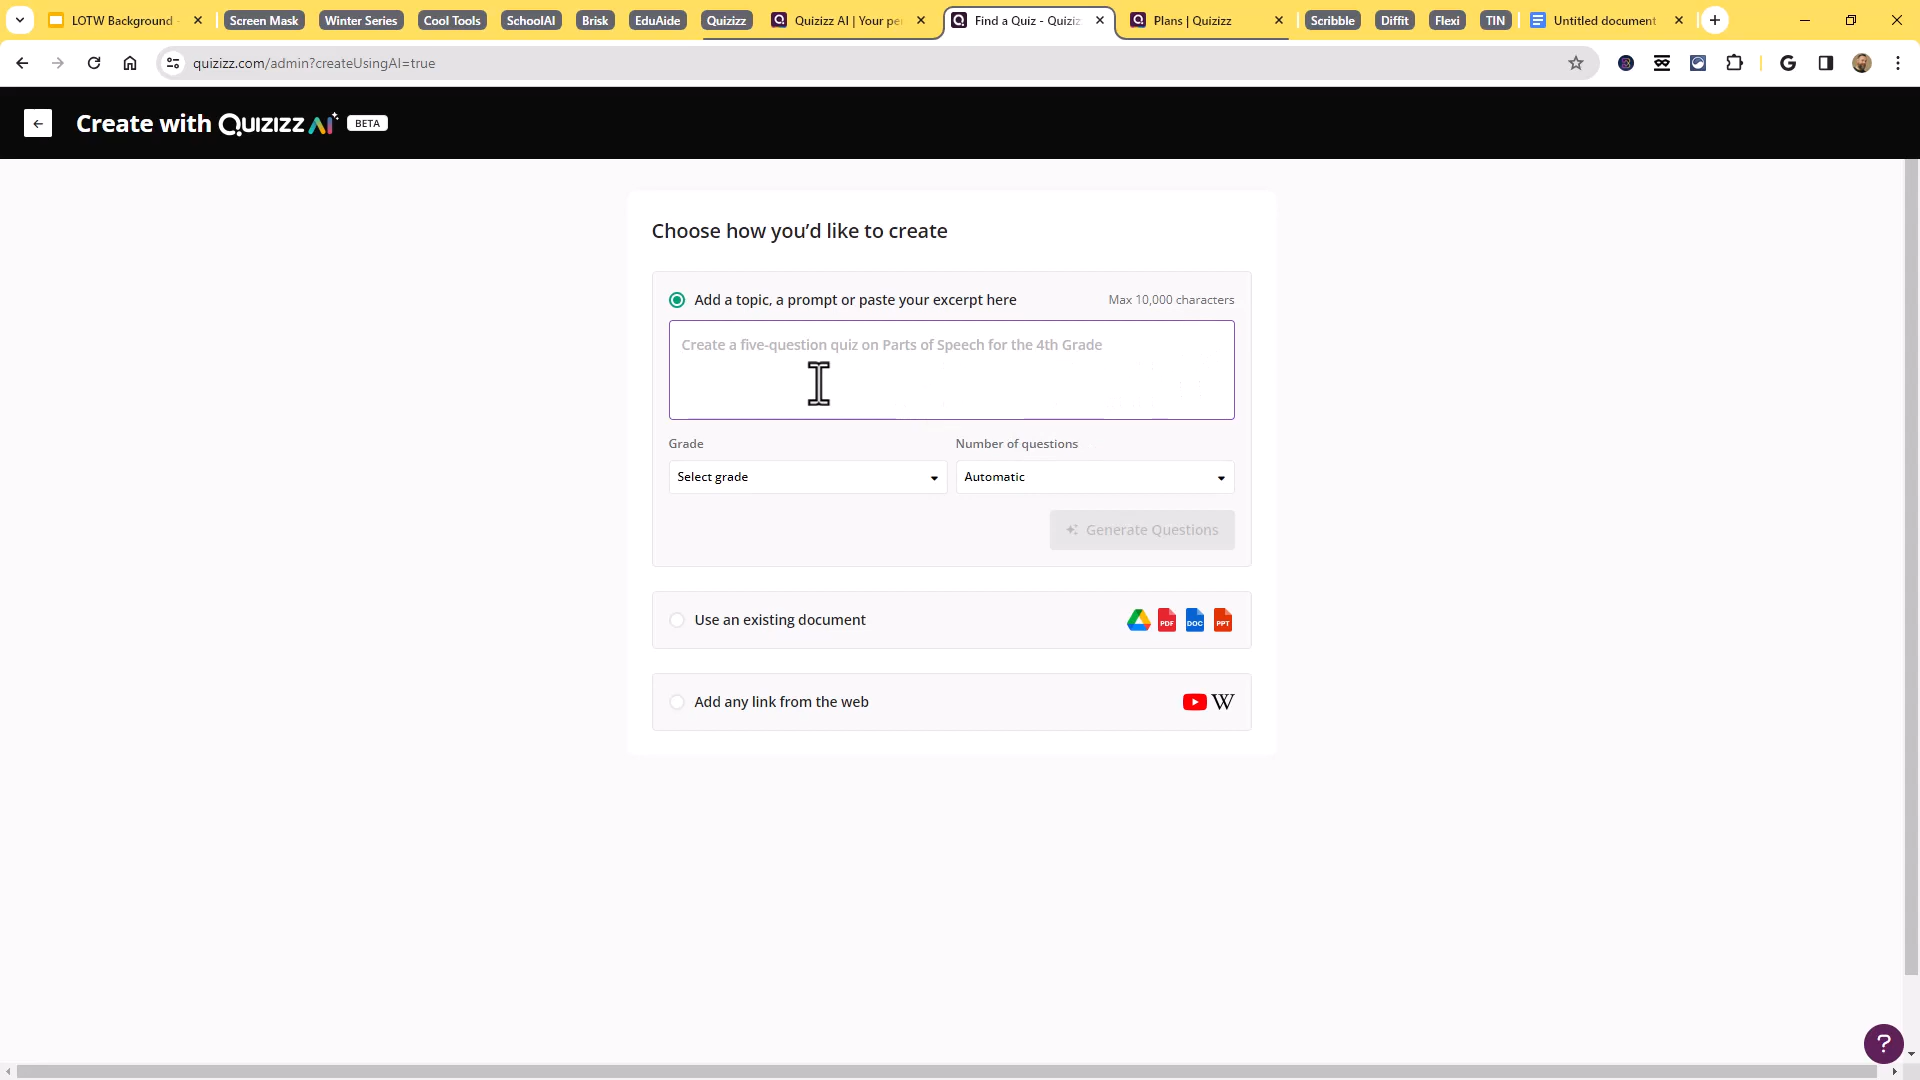 LOTW Background
Screen Mask
Winter Series
Cool Tools
SchoolAI
Brisk
EduAide
Quizizz
Quizizz AI | Your pe
Find a Quiz - Quiziz
Plans | Quizizz
Scribble
Diffit
Flexi
TIN
Untitled document
quizizz.com/admin?createUsingAI=true
Create with QUIZIZZ AI BETA
Choose how you’d like to create
Add a topic, a prompt or paste your excerpt here
Max 10,000 characters
Create a five-question quiz on Parts of Speech for the 4th Grade
Grade
Number of questions
Select grade
Automatic
Generate Questions
Use an existing document
PDF
DOC
PPT
Add any link from the web
W
?